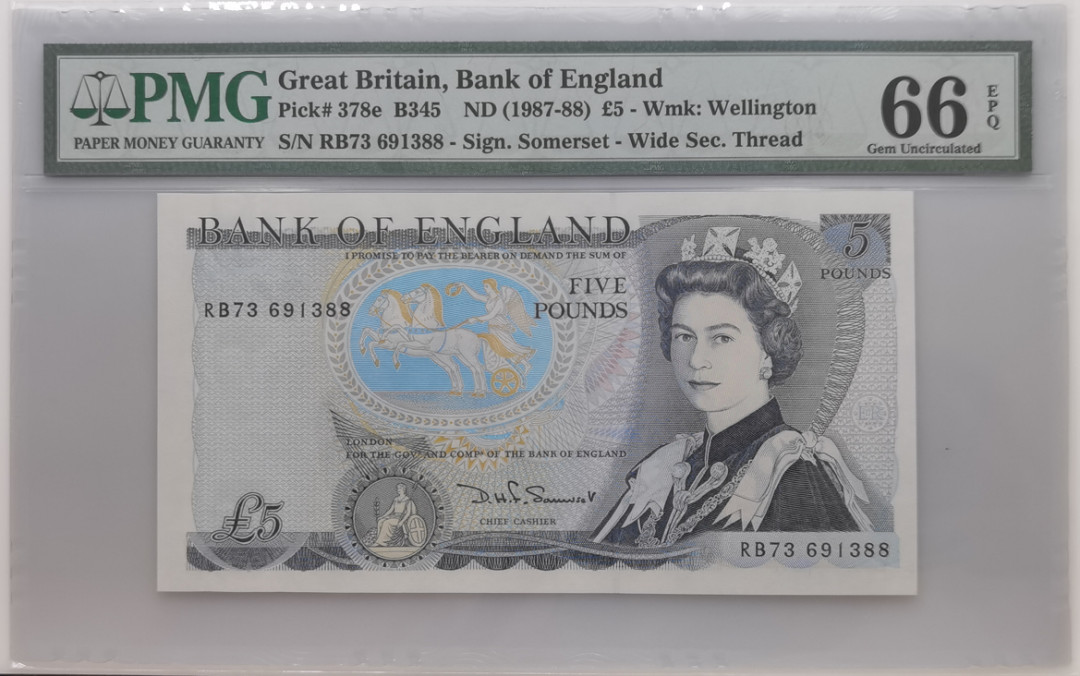 PMG
PAPER MONEY GUARANTY
Great Britain, Bank of England
Pick# 378e B345 ND (1987-88) £5 - Wmk: Wellington
S/N RB73 691388 - Sign. Somerset - Wide Sec. Thread
66
EPQ
Gem Uncirculated
BANK OF ENGLAND
I PROMISE TO PAY THE BEARER ON DEMAND THE SUM OF
FIVE
POUNDS
5
POUNDS
RB73 691388
LONDON
FOR THE GOVR AND COMPA OF THE BANK OF ENGLAND
£5
D.H.F. Somerset
CHIEF CASHIER
RB73 691388